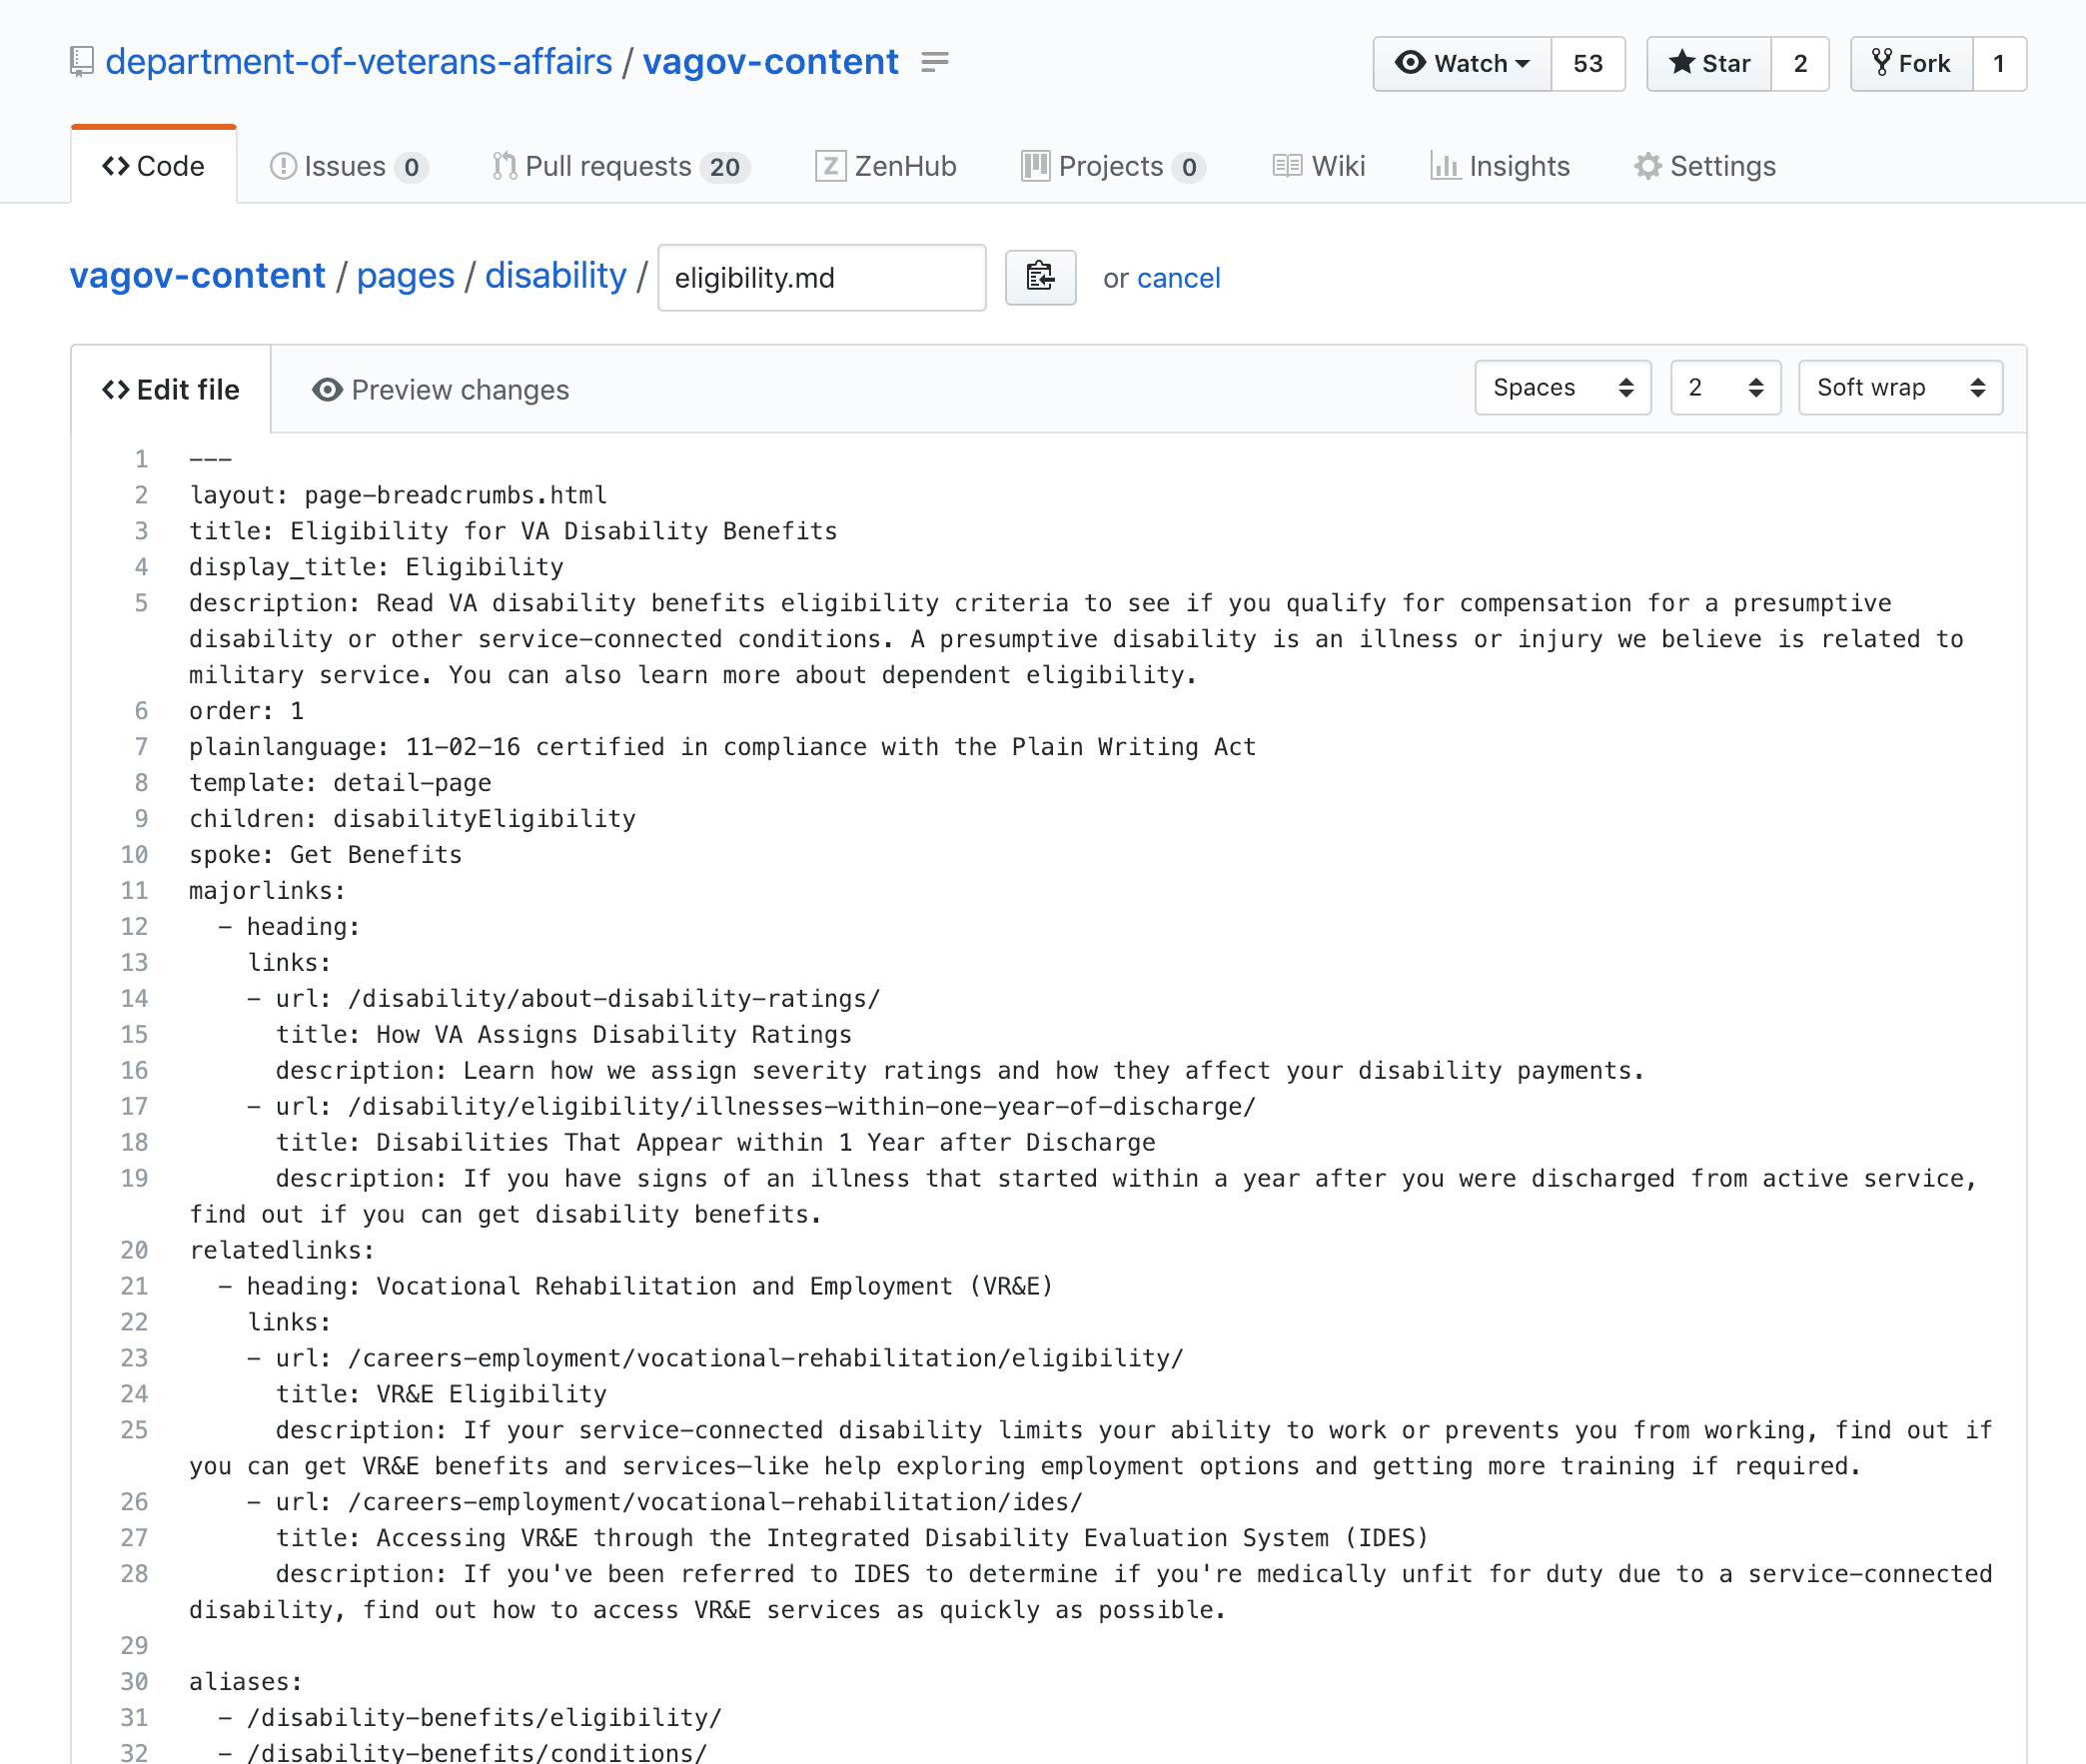 department-of-veterans-affairs / vagov-content
Watch 53 Star 2 Fork 1
Code Issues 0 Pull requests 20 ZenHub Projects 0 Wiki Insights Settings
vagov-content / pages / disability / eligibility.md or cancel
Edit file Preview changes Spaces 2 Soft wrap
1 ---
2 layout: page-breadcrumbs.html
3 title: Eligibility for VA Disability Benefits
4 display_title: Eligibility
5 description: Read VA disability benefits eligibility criteria to see if you qualify for compensation for a presumptive
disability or other service-connected conditions. A presumptive disability is an illness or injury we believe is related to
military service. You can also learn more about dependent eligibility.
6 order: 1
7 plainlanguage: 11-02-16 certified in compliance with the Plain Writing Act
8 template: detail-page
9 children: disabilityEligibility
10 spoke: Get Benefits
11 majorlinks:
12   - heading:
13     links:
14     - url: /disability/about-disability-ratings/
15       title: How VA Assigns Disability Ratings
16       description: Learn how we assign severity ratings and how they affect your disability payments.
17     - url: /disability/eligibility/illnesses-within-one-year-of-discharge/
18       title: Disabilities That Appear within 1 Year after Discharge
19       description: If you have signs of an illness that started within a year after you were discharged from active service,
find out if you can get disability benefits.
20 relatedlinks:
21   - heading: Vocational Rehabilitation and Employment (VR&E)
22     links:
23     - url: /careers-employment/vocational-rehabilitation/eligibility/
24       title: VR&E Eligibility
25       description: If your service-connected disability limits your ability to work or prevents you from working, find out if
you can get VR&E benefits and services—like help exploring employment options and getting more training if required.
26     - url: /careers-employment/vocational-rehabilitation/ides/
27       title: Accessing VR&E through the Integrated Disability Evaluation System (IDES)
28       description: If you've been referred to IDES to determine if you're medically unfit for duty due to a service-connected
disability, find out how to access VR&E services as quickly as possible.
29
30 aliases:
31   - /disability-benefits/eligibility/
32   - /disability-benefits/conditions/